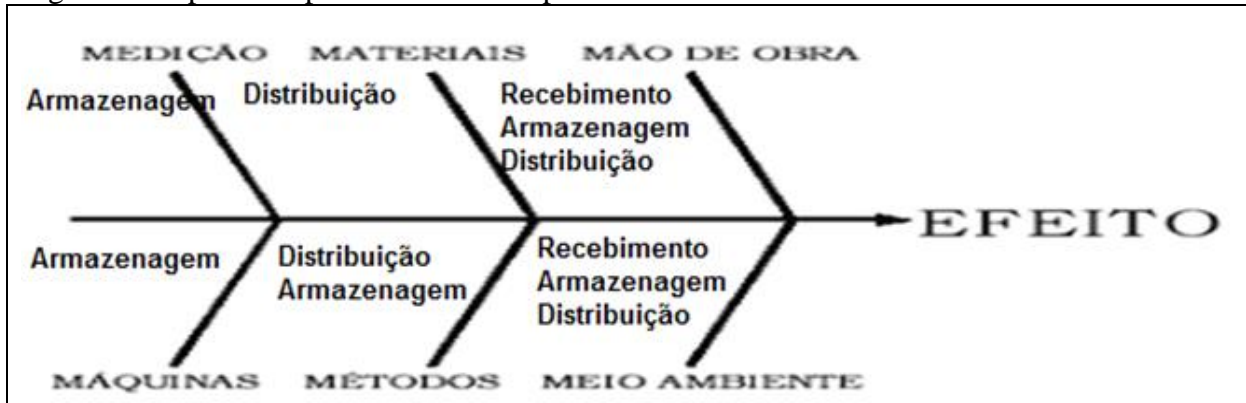 MEDIÇÃO MATERIAIS MÃO DE OBRA
Armazenagem
Distribuição
Recebimento
Armazenagem
Distribuição
EFEITO
Armazenagem
Distribuição
Armazenagem
Recebimento
Armazenagem
Distribuição
MÁQUINAS MÉTODOS MEIO AMBIENTE